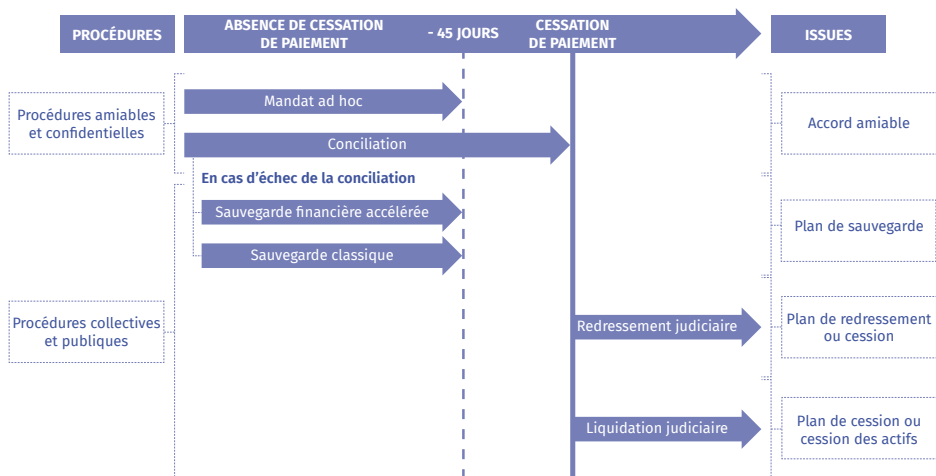 PROCÉDURES
ABSENCE DE CESSATION
DE PAIEMENT
- 45 JOURS
CESSATION
DE PAIEMENT
ISSUES
Procédures amiables
et confidentielles
Mandat ad hoc
Conciliation
Accord amiable
En cas d’échec de la conciliation
Sauvegarde financière accélérée
Sauvegarde classique
Plan de sauvegarde
Procédures collectives
et publiques
Redressement judiciaire
Plan de redressement
ou cession
Liquidation judiciaire
Plan de cession ou
cession des actifs